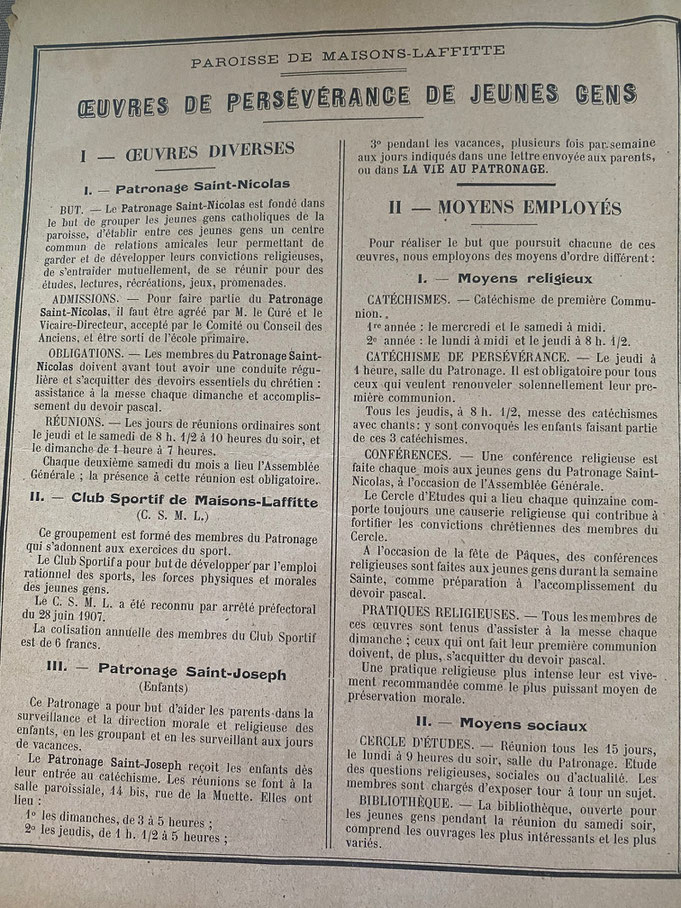 PAROISSE DE MAISONS-LAFFITTE
ŒUVRES DE PERSÉVÉRANCE DE JEUNES GENS
I — ŒUVRES DIVERSES
I. — Patronage Saint-Nicolas
BUT. — Le Patronage Saint-Nicolas est fondé dans
le but de grouper les jeunes gens catholiques de la
paroisse, d'établir entre ces jeunes gens un centre
commun de relations amicales leur permettant de
garder et de développer leurs convictions religieuses,
de s'entraider mutuellement, de se réunir pour des
études, lectures, récréations, jeux, promenades.
ADMISSIONS. — Pour faire partie du Patronage
Saint-Nicolas, il faut être agréé par M. le Curé et le
Vicaire-Directeur, accepté par le Comité ou Conseil des
Anciens, et être sorti de l'école primaire.
OBLIGATIONS. — Les membres du Patronage Saint-
Nicolas doivent avant tout avoir une conduite régu-
lière et s'acquitter des devoirs essentiels du chrétien :
assistance à la messe chaque dimanche et accomplis-
sement du devoir pascal.
RÉUNIONS. — Les jours de réunions ordinaires sont
le jeudi et le samedi de 8 h. 1/2 à 10 heures du soir, et
le dimanche de 1 heure à 7 heures.
Chaque deuxième samedi du mois a lieu l'Assemblée
Générale ; la présence à cette réunion est obligatoire.
II. — Club Sportif de Maisons-Laffitte
(C. S. M. L.)
Ce groupement est formé des membres du Patronage
qui s'adonnent aux exercices du sport.
Le Club Sportif a pour but de développer par l'emploi
rationnel des sports, les forces physiques et morales
des jeunes gens.
Le C. S. M. L. a été reconnu par arrêté préfectoral
du 28 juin 1907.
La cotisation annuelle des membres du Club Sportif
est de 6 francs.
III. — Patronage Saint-Joseph
(Enfants)
Ce Patronage a pour but d'aider les parents dans la
surveillance et la direction morale et religieuse des
enfants, en les groupant et en les surveillant aux jours
de vacances.
Le Patronage Saint-Joseph reçoit les enfants dès
leur entrée au catéchisme. Les réunions se font à la
salle paroissiale, 14 bis, rue de la Muette. Elles ont
lieu :
1º les dimanches, de 3 à 5 heures ;
2º les jeudis, de 1 h. 1/2 à 5 heures ;
3º pendant les vacances, plusieurs fois par semaine
aux jours indiqués dans une lettre envoyée aux parents,
ou dans LA VIE AU PATRONAGE.
II — MOYENS EMPLOYÉS
Pour réaliser le but que poursuit chacune de ces
œuvres, nous employons des moyens d'ordre différent :
I. — Moyens religieux
CATÉCHISMES. — Catéchisme de première Commu-
nion.
1re année : le mercredi et le samedi à midi.
2e année : le lundi à midi et le jeudi à 8 h. 1/2.
CATÉCHISME DE PERSÉVÉRANCE. — Le jeudi à
1 heure, salle du Patronage. Il est obligatoire pour tous
ceux qui veulent renouveler solennellement leur pre-
mière communion.
Tous les jeudis, à 8 h. 1/2, messe des catéchismes
avec chants : y sont convoqués les enfants faisant partie
de ces 3 catéchismes.
CONFÉRENCES. — Une conférence religieuse est
faite chaque mois aux jeunes gens du Patronage Saint-
Nicolas, à l'occasion de l'Assemblée Générale.
Le Cercle d'Etudes qui a lieu chaque quinzaine com-
porte toujours une causerie religieuse qui contribue à
fortifier les convictions chrétiennes des membres du
Cercle.
A l'occasion de la fête de Pâques, des conférences
religieuses sont faites aux jeunes gens durant la semaine
Sainte, comme préparation à l'accomplissement du
devoir pascal.
PRATIQUES RELIGIEUSES. — Tous les membres de
ces œuvres sont tenus d'assister à la messe chaque
dimanche ; ceux qui ont fait leur première communion
doivent, de plus, s'acquitter du devoir pascal.
Une pratique religieuse plus intense leur est vive-
ment recommandée comme le plus puissant moyen de
préservation morale.
II. — Moyens sociaux
CERCLE D'ÉTUDES. — Réunion tous les 15 jours,
le lundi à 9 heures du soir, salle du Patronage. Etude
des questions religieuses, sociales ou d'actualité. Les
membres sont chargés d'exposer tour à tour un sujet.
BIBLIOTHÈQUE. — La bibliothèque, ouverte pour
les jeunes gens pendant la réunion du samedi soir,
comprend les ouvrages les plus intéressants et les plus
variés.